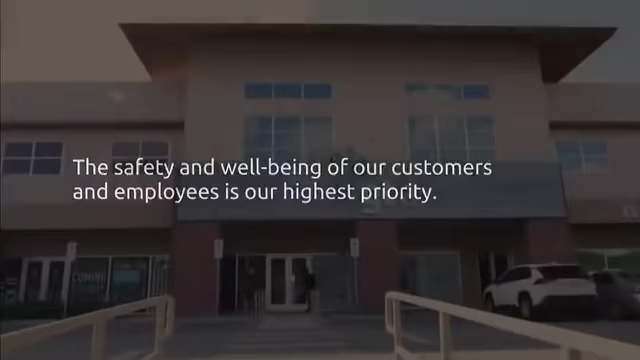 The safety and well-being of our customers
and employees is our highest priority.